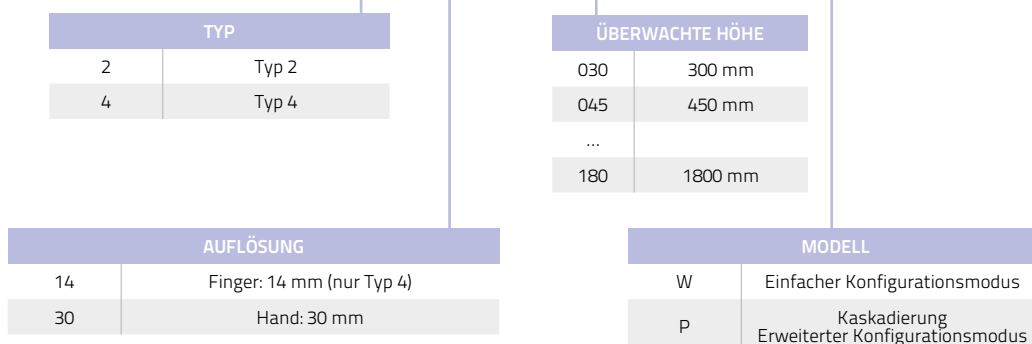 TYP
2 Typ 2
4 Typ 4
ÜBERWACHTE HÖHE
030 300 mm
045 450 mm
...
180 1800 mm
AUFLÖSUNG
14 Finger: 14 mm (nur Typ 4)
30 Hand: 30 mm
MODELL
W Einfacher Konfigurationsmodus
P Kaskadierung
Erweiterter Konfigurationsmodus